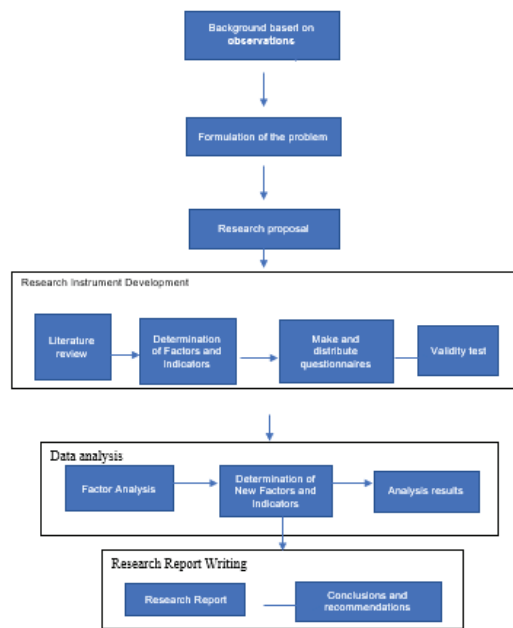 Background based on
observations
Formulation of the problem
Research proposal
Research Instrument Development
Literature
review
Determination
of Factors and
Indicators
Make and
distribute
questionnaires
Validity test
Data analysis
Factor Analysis
Determination of
New Factors and
Indicators
Analysis results
Research Report Writing
Research Report
Conclusions and
recommendations